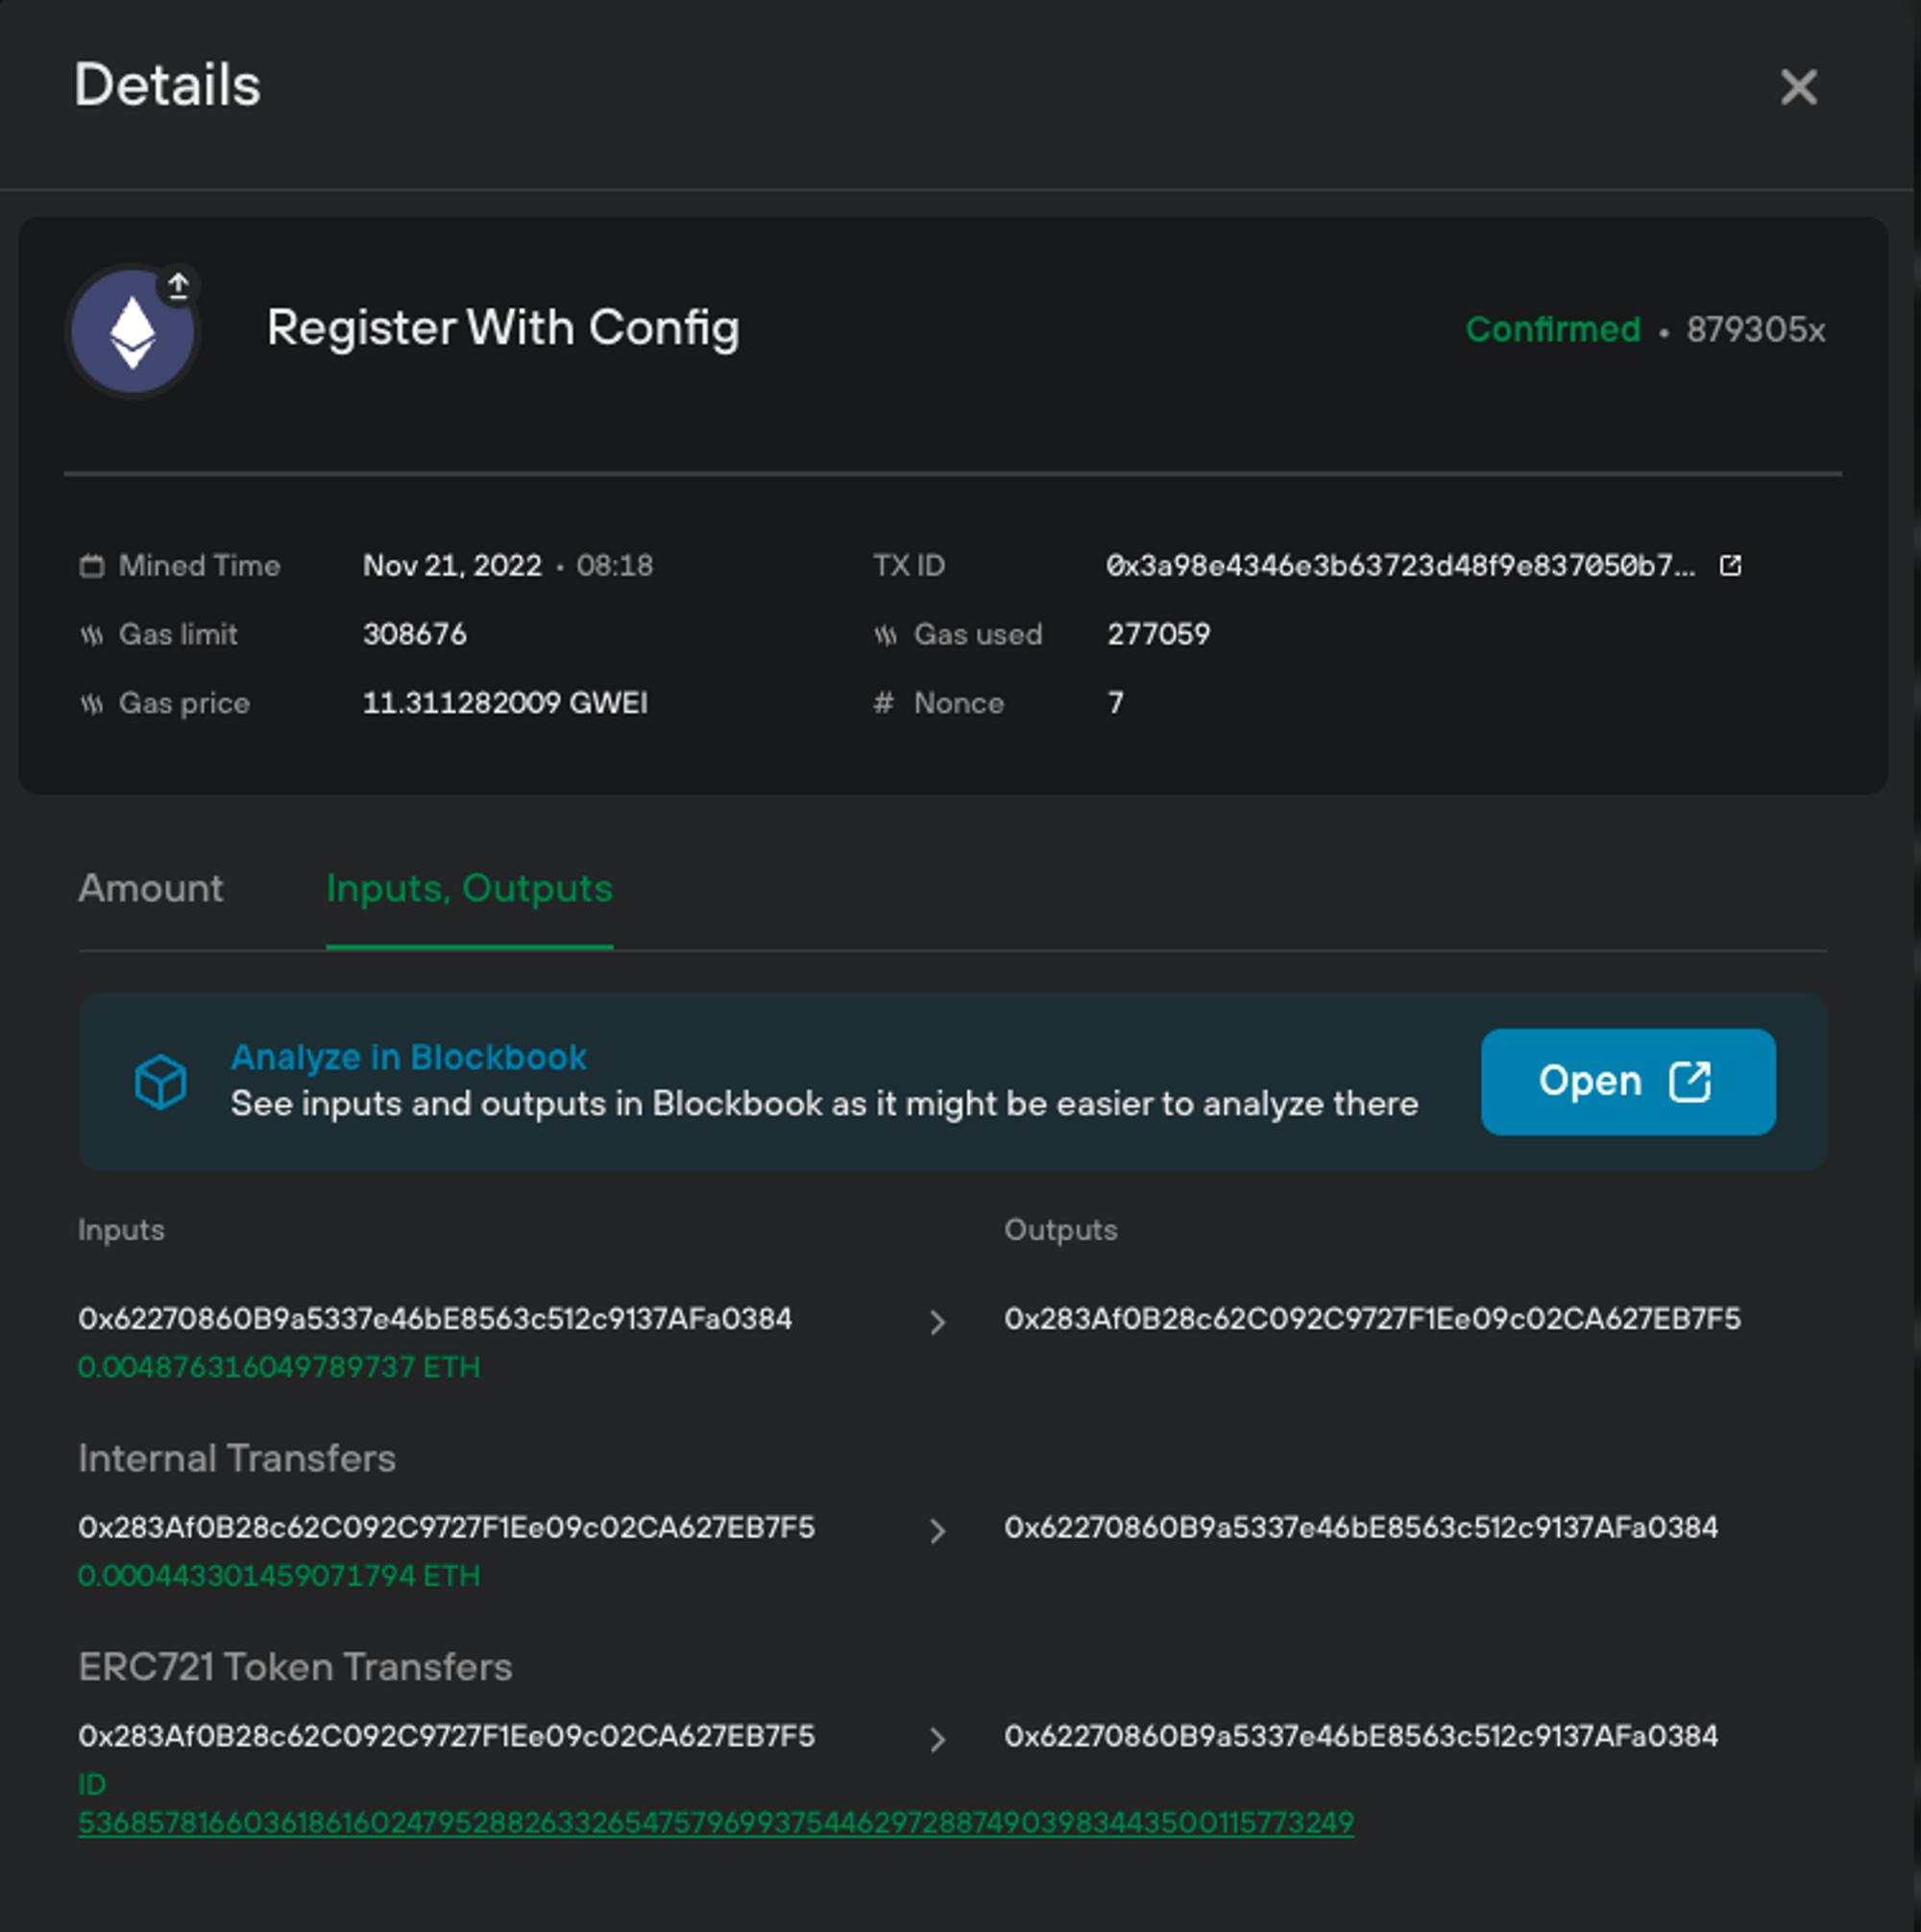 Details
Register With Config
Confirmed • 879305x
Mined Time Nov 21, 2022 • 08:18 TX ID 0x3a98e4346e3b63723d48f9e837050b7...
Gas limit 308676 Gas used 277059
Gas price 11.311282009 GWEI # Nonce 7
Amount Inputs, Outputs
Analyze in Blockbook
See inputs and outputs in Blockbook as it might be easier to analyze there
Open
Inputs Outputs
0x62270860B9a5337e46bE8563c512c9137AFa0384 0x283Af0B28c62C092C9727F1Ee09c02CA627EB7F5
0.004876316049789737 ETH
Internal Transfers
0x283Af0B28c62C092C9727F1Ee09c02CA627EB7F5 0x62270860B9a5337e46bE8563c512c9137AFa0384
0.000443301459071794 ETH
ERC721 Token Transfers
0x283Af0B28c62C092C9727F1Ee09c02CA627EB7F5 0x62270860B9a5337e46bE8563c512c9137AFa0384
ID
53685781660361861602479528826332654757969937544629728874903983443500115773249